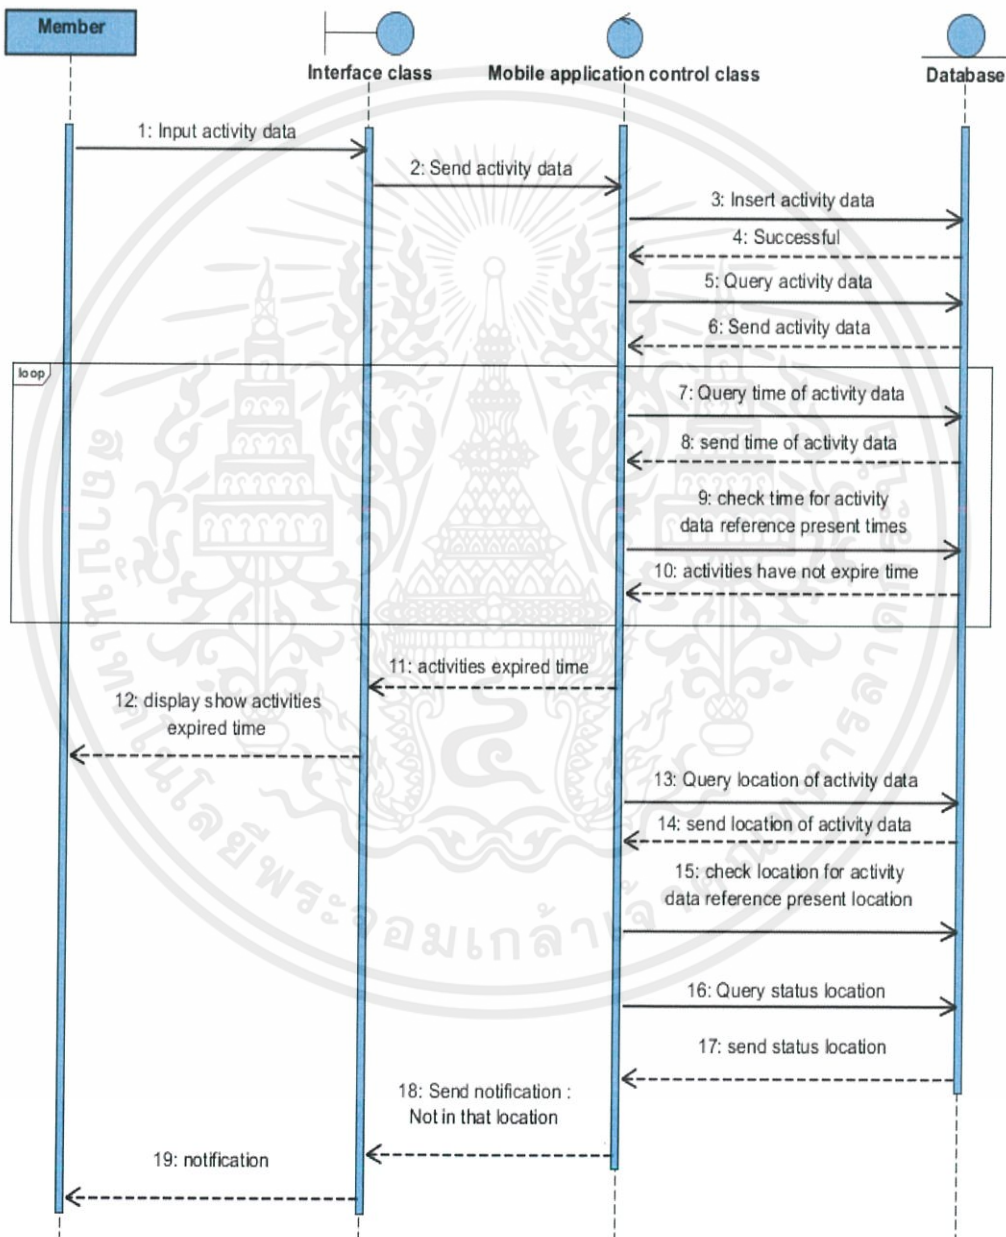 Member
Interface class
Mobile application control class
Database
1: Input activity data
2: Send activity data
3: Insert activity data
4: Successful
5: Query activity data
6: Send activity data
loop
7: Query time of activity data
8: send time of activity data
9: check time for activity
data reference present times
10: activities have not expire time
11: activities expired time
12: display show activities
expired time
13: Query location of activity data
14: send location of activity data
15: check location for activity
data reference present location
16: Query status location
17: send status location
18: Send notification :
Not in that location
19: notification
๔